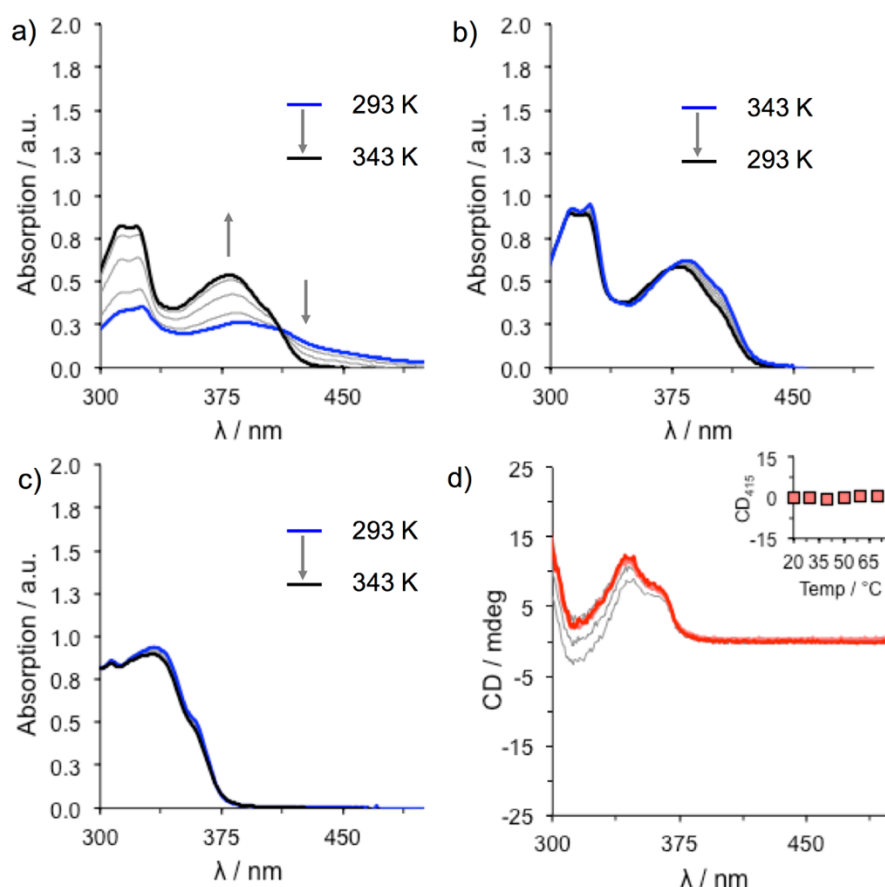 a)
2.0
1.8
1.5
1.3
1.0
0.8
0.5
0.3
0.0
Absorption / a.u.
293 K
343 K
300
375
450
λ / nm
b)
2.0
1.8
1.5
1.3
1.0
0.8
0.5
0.3
0.0
Absorption / a.u.
343 K
293 K
300
375
450
λ / nm
c)
2.0
1.8
1.5
1.3
1.0
0.8
0.5
0.3
0.0
Absorption / a.u.
293 K
343 K
300
375
450
λ / nm
d)
25
15
5
-5
-15
-25
CD / mdeg
15
0
-15
CD415
20 35 50 65
Temp / °C
300
375
450
λ / nm